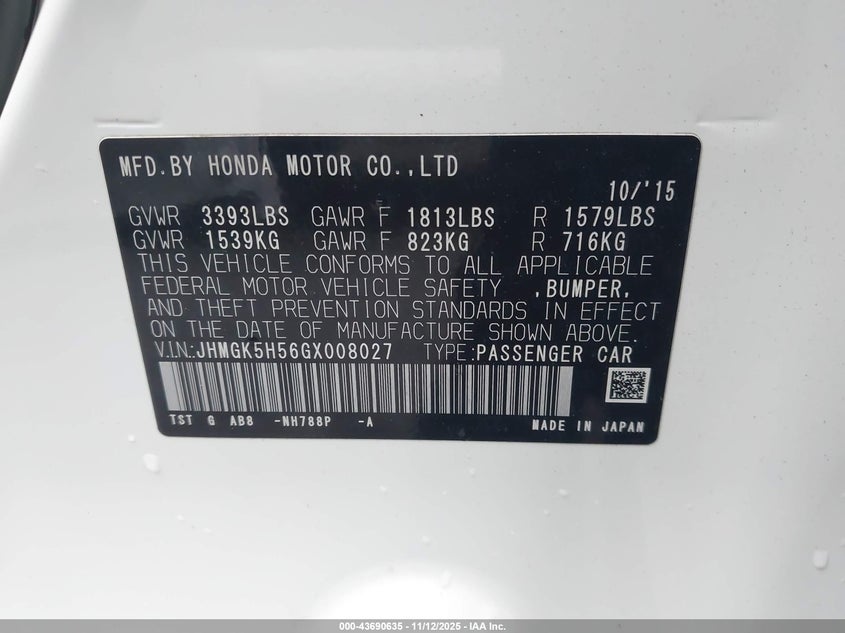 MFD.BY HONDA MOTOR CO.,LTD
10/'15
GVWR 3393LBS GAWR F 1813LBS R 1579LBS
GVWR 1539KG GAWR F 823KG R 716KG
THIS VEHICLE CONFORMS TO ALL APPLICABLE
FEDERAL MOTOR VEHICLE SAFETY ,BUMPER,
AND THEFT PREVENTION STANDARDS IN EFFECT
ON THE DATE OF MANUFACTURE SHOWN ABOVE.
V.I.N.:JHMGK5H56GX008027 TYPE:PASSENGER CAR
TST G AB8 -NH788P -A MADE IN JAPAN
000-43690635 - 11/12/2025 - IAA Inc.